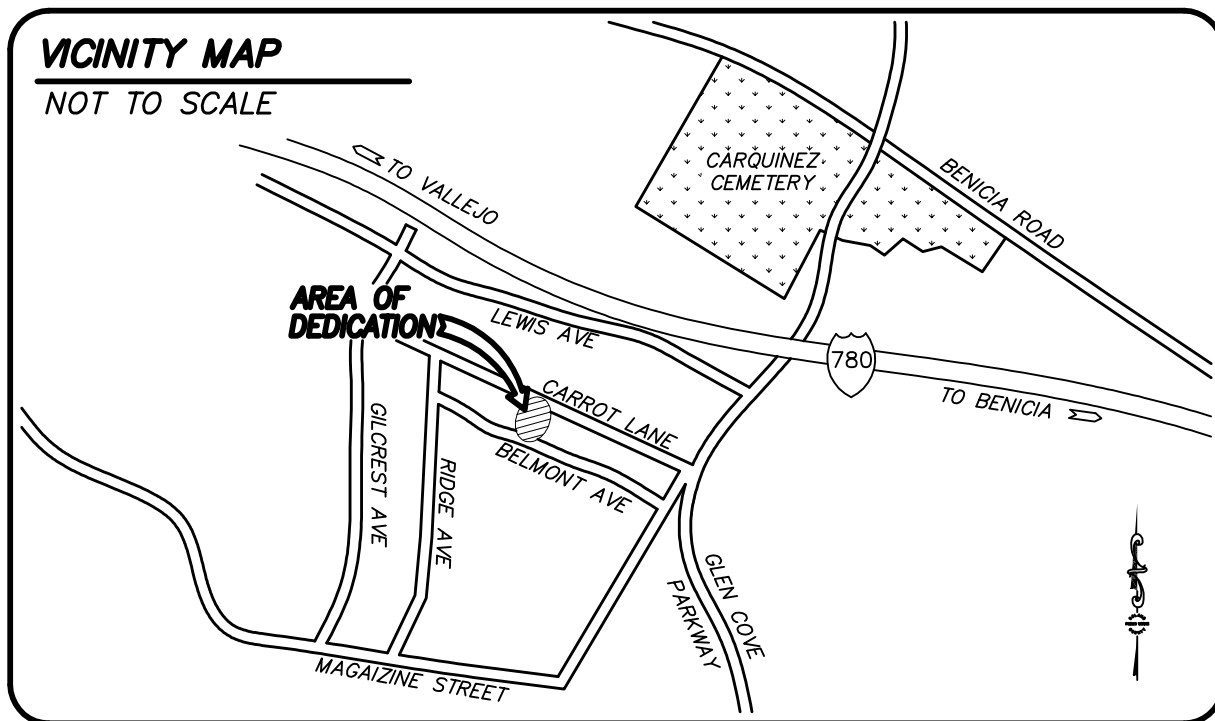 VICINITY MAP
NOT TO SCALE
TO VALLEJO
CARQUINEZ
CEMETERY
BENICIA ROAD
AREA OF
DEDICATION
LEWIS AVE
780
TO BENICIA
CARROT LANE
BELMONT AVE
GILCREST AVE
RIDGE AVE
GLEN COVE
PARKWAY
MAGAIZINE STREET